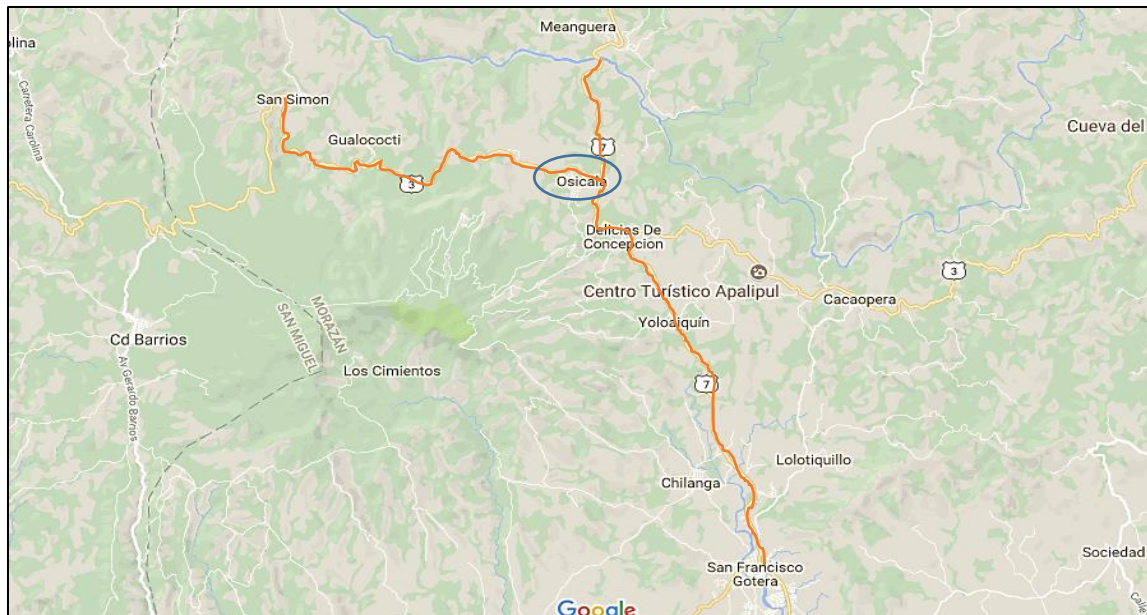 Meanguera
olina
Carretera Carolina
San Simon
Gualococti
7
Cueva del
3
Osicala
Delicias De
Concepcion
3
Centro Turístico Apalipul
Cacaopera
MORAZÁN
SAN MIGUEL
Yoloaiquín
Cd Barrios
Los Cimientos
7
Av Gerardo Barrios
Lolotiquillo
Chilanga
Sociedad
San Francisco
Gotera
Google